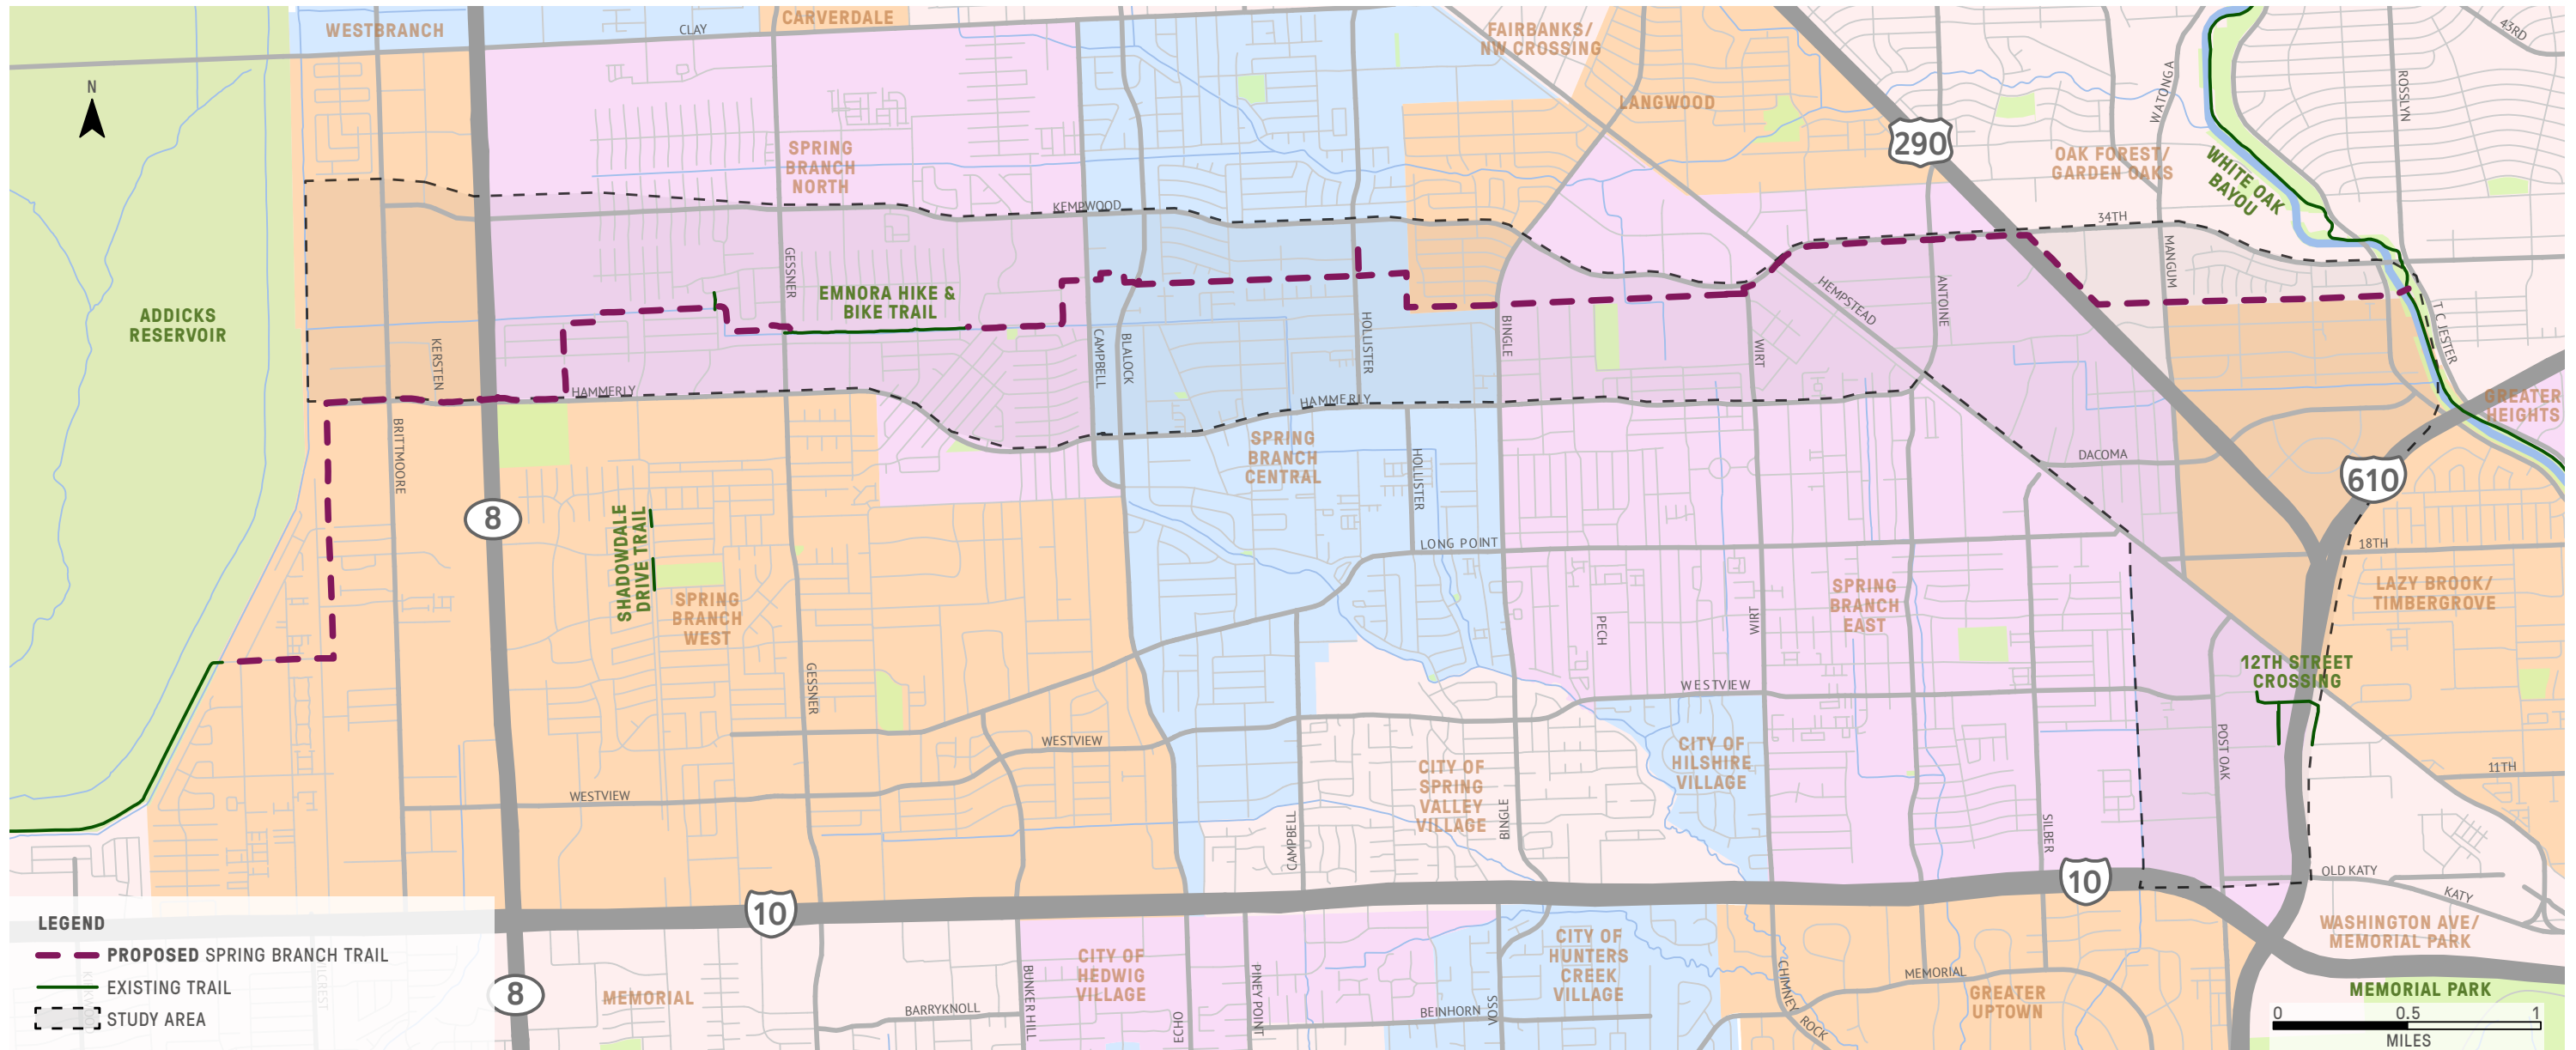 WESTBRANCH
CLAY
CARVERDALE
FAIRBANKS/
NW CROSSING
43RD
N
LANGWOOD
WATONGA
ROSSLYN
290
SPRING
BRANCH
NORTH
OAK FOREST/
GARDEN OAKS
WHITE OAK
BAYOU
KEMPWOOD
34TH
GESSNER
MANGUM
EMNORA HIKE &
BIKE TRAIL
ADDICKS
RESERVOIR
HEMPSTEAD
ANTOINE
T C JESTER
KERSTEN
CAMPBELL
BLALOCK
HOLLISTER
BINGLE
WIRT
HAMMERLY
HAMMERLY
GREATER
HEIGHTS
BRITTMOORE
SPRING
BRANCH
CENTRAL
HOLLISTER
DACOMA
610
8
SHADOWDALE
DRIVE TRAIL
LONG POINT
18TH
SPRING
BRANCH
WEST
PECH
WIRT
SPRING
BRANCH
EAST
LAZY BROOK/
TIMBERGROVE
GESSNER
12TH STREET
CROSSING
WESTVIEW
WESTVIEW
WESTVIEW
CITY OF
HILSHIRE
VILLAGE
POST OAK
11TH
CITY OF
SPRING
VALLEY
VILLAGE
BINGLE
CAMPBELL
SILBER
10
10
OLD KATY
KATY
LEGEND
PROPOSED SPRING BRANCH TRAIL
EXISTING TRAIL
STUDY AREA
8
MEMORIAL
BARRYKNOLL
BUNKER HILL
CITY OF
HEDWIG
VILLAGE
ECHO
PINEY POINT
BEINHORN
VOSS
CITY OF
HUNTERS
CREEK
VILLAGE
CHIMNEY ROCK
MEMORIAL
GREATER
UPTOWN
WASHINGTON AVE/
MEMORIAL PARK
MEMORIAL PARK
0 0.5 1
MILES